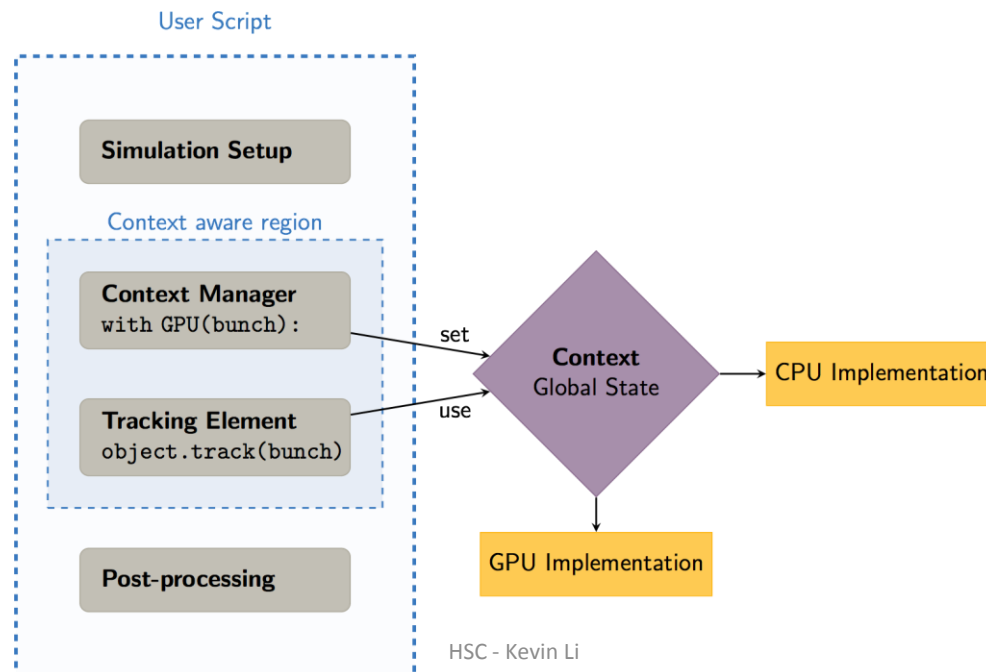 User Script
Simulation Setup
Context aware region
Context Manager
with GPU(bunch):
Tracking Element
object.track(bunch)
Post-processing
set
use
Context
Global State
CPU Implementation
GPU Implementation
HSC - Kevin Li